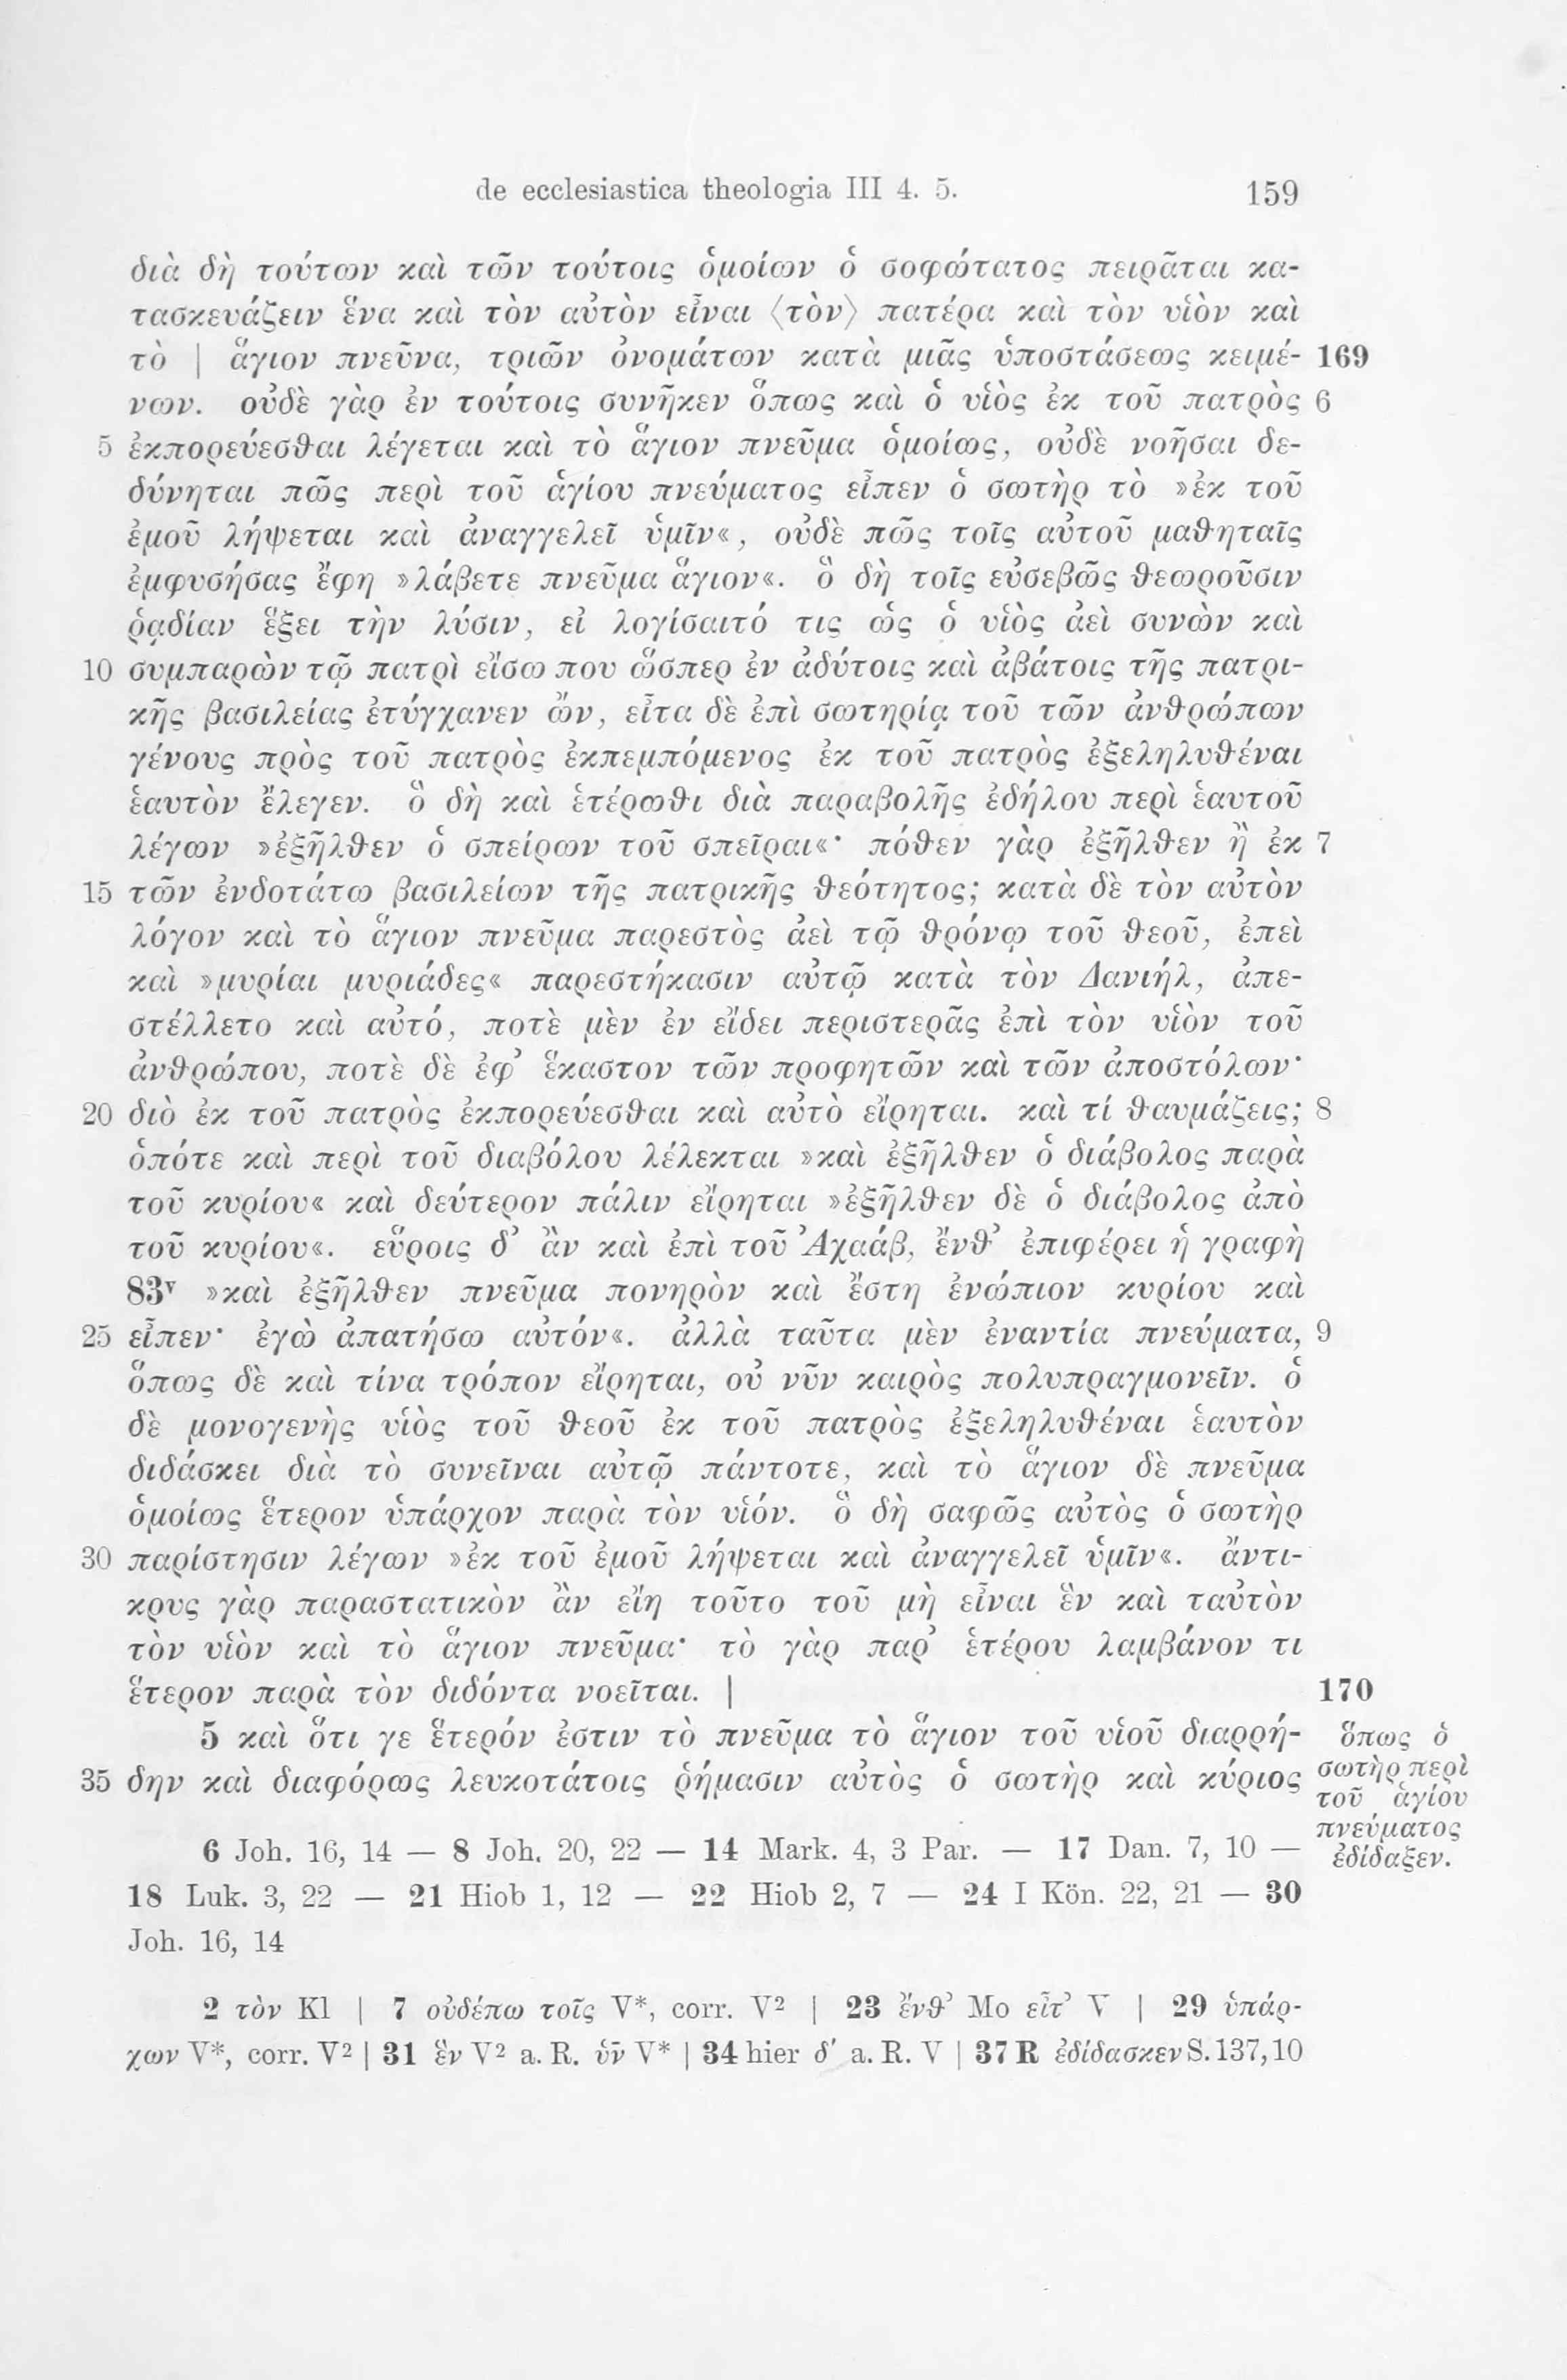 de ecclesiastica theologia III 4. 5. 159
διὰ δὴ τούτων καὶ τῶν τούτοις ὁμοίων ὁ σοφώτατος πειρᾶται κα-
τασκευάζειν ἕνα καὶ τὸν αὐτὸν εἶναι ⟨τὸν⟩ πατέρα καὶ τὸν υἱὸν καὶ
τὸ | ἅγιον πνεῦνα, τριῶν ὀνομάτων κατὰ μιᾶς ὑποστάσεως κειμέ- 169
νων. οὐδὲ γὰρ ἐν τούτοις συνῆκεν ὅπως καὶ ὁ υἱὸς ἐκ τοῦ πατρὸς 6
5 ἐκπορεύεσθαι λέγεται καὶ τὸ ἅγιον πνεῦμα ὁμοίως, οὐδὲ νοῆσαι δε-
δύνηται πῶς περὶ τοῦ ἁγίου πνεύματος εἶπεν ὁ σωτὴρ τὸ »ἐκ τοῦ
ἐμοῦ λήψεται καὶ ἀναγγελεῖ ὑμῖν«, οὐδὲ πῶς τοῖς αὐτοῦ μαθηταῖς
ἐμφυσήσας ἔφη »λάβετε πνεῦμα ἅγιον«. ὃ δὴ τοῖς εὐσεβῶς θεωροῦσιν
ῥᾳδίαν ἕξει τὴν λύσιν, εἰ λογίσαιτό τις ὡς ὁ υἱὸς ἀεὶ συνὼν καὶ
10 συμπαρὼν τῷ πατρὶ εἴσω που ὥσπερ ἐν ἀδύτοις καὶ ἀβάτοις τῆς πατρι-
κῆς βασιλείας ἐτύγχανεν ὤν, εἶτα δὲ ἐπὶ σωτηρίᾳ τοῦ τῶν ἀνθρώπων
γένους πρὸς τοῦ πατρὸς ἐκπεμπόμενος ἐκ τοῦ πατρὸς ἐξεληλυθέναι
ἑαυτὸν ἔλεγεν. ὃ δὴ καὶ ἑτέρωθι διὰ παραβολῆς ἐδήλου περὶ ἑαυτοῦ
λέγων »ἐξῆλθεν ὁ σπείρων τοῦ σπεῖραι«· πόθεν γὰρ ἐξῆλθεν ἢ ἐκ 7
15 τῶν ἐνδοτάτω βασιλείων τῆς πατρικῆς θεότητος; κατὰ δὲ τὸν αὐτὸν
λόγον καὶ τὸ ἅγιον πνεῦμα παρεστὸς ἀεὶ τῷ θρόνῳ τοῦ θεοῦ, ἐπεὶ
καὶ »μυρίαι μυριάδες« παρεστήκασιν αὐτῷ κατὰ τὸν Δανιήλ, ἀπε-
στέλλετο καὶ αὐτό, ποτὲ μὲν ἐν εἴδει περιστερᾶς ἐπὶ τὸν υἱὸν τοῦ
ἀνθρώπου, ποτὲ δὲ ἐφ᾽ ἕκαστον τῶν προφητῶν καὶ τῶν ἀποστόλων·
20 διὸ ἐκ τοῦ πατρὸς ἐκπορεύεσθαι καὶ αὐτὸ εἴρηται. καὶ τί θαυμάζεις; 8
ὁπότε καὶ περὶ τοῦ διαβόλου λέλεκται »καὶ ἐξῆλθεν ὁ διάβολος παρὰ
τοῦ κυρίου« καὶ δεύτερον πάλιν εἴρηται »ἐξῆλθεν δὲ ὁ διάβολος ἀπὸ
τοῦ κυρίου«. εὕροις δ᾽ ἂν καὶ ἐπὶ τοῦ Ἀχαάβ, ἔνθ᾽ ἐπιφέρει ἡ γραφὴ
83ᵛ »καὶ ἐξῆλθεν πνεῦμα πονηρὸν καὶ ἔστη ἐνώπιον κυρίου καὶ
25 εἶπεν· ἐγὼ ἀπατήσω αὐτόν«. ἀλλὰ ταῦτα μὲν ἐναντία πνεύματα, 9
ὅπως δὲ καὶ τίνα τρόπον εἴρηται, οὐ νῦν καιρὸς πολυπραγμονεῖν. ὁ
δὲ μονογενὴς υἱὸς τοῦ θεοῦ ἐκ τοῦ πατρὸς ἐξεληλυθέναι ἑαυτὸν
διδάσκει διὰ τὸ συνεῖναι αὐτῷ πάντοτε, καὶ τὸ ἅγιον δὲ πνεῦμα
ὁμοίως ἕτερον ὑπάρχον παρὰ τὸν υἱόν. ὃ δὴ σαφῶς αὐτὸς ὁ σωτὴρ
30 παρίστησιν λέγων »ἐκ τοῦ ἐμοῦ λήψεται καὶ ἀναγγελεῖ ὑμῖν«. ἄντι-
κρυς γὰρ παραστατικὸν ἂν εἴη τοῦτο τοῦ μὴ εἶναι ἓν καὶ ταὐτὸν
τὸν υἱὸν καὶ τὸ ἅγιον πνεῦμα· τὸ γὰρ παρ᾽ ἑτέρου λαμβάνον τι
ἕτερον παρὰ τὸν διδόντα νοεῖται. | 170
5 καὶ ὅτι γε ἕτερόν ἐστιν τὸ πνεῦμα τὸ ἅγιον τοῦ υἱοῦ διαρρή-
35 δην καὶ διαφόρως λευκοτάτοις ῥήμασιν αὐτὸς ὁ σωτὴρ καὶ κύριος
ὅπως ὁ
σωτὴρ περὶ
τοῦ ἁγίου
πνεύματος
ἐδίδαξεν.
6 Joh. 16, 14 — 8 Joh. 20, 22 — 14 Mark. 4, 3 Par. — 17 Dan. 7, 10 —
18 Luk. 3, 22 — 21 Hiob 1, 12 — 22 Hiob 2, 7 — 24 I Kön. 22, 21 — 30
Joh. 16, 14
2 τὸν Kl | 7 οὐδέπω τοῖς V*, corr. V² | 23 ἔνθ᾽ Mo εἶτ᾽ V | 29 ὑπάρ-
χων V*, corr. V² | 31 ἓν V² a. R. ὑν̄ V* | 34 hier δ′ a. R. V | 37 R ἐδίδασκεν S. 137, 10